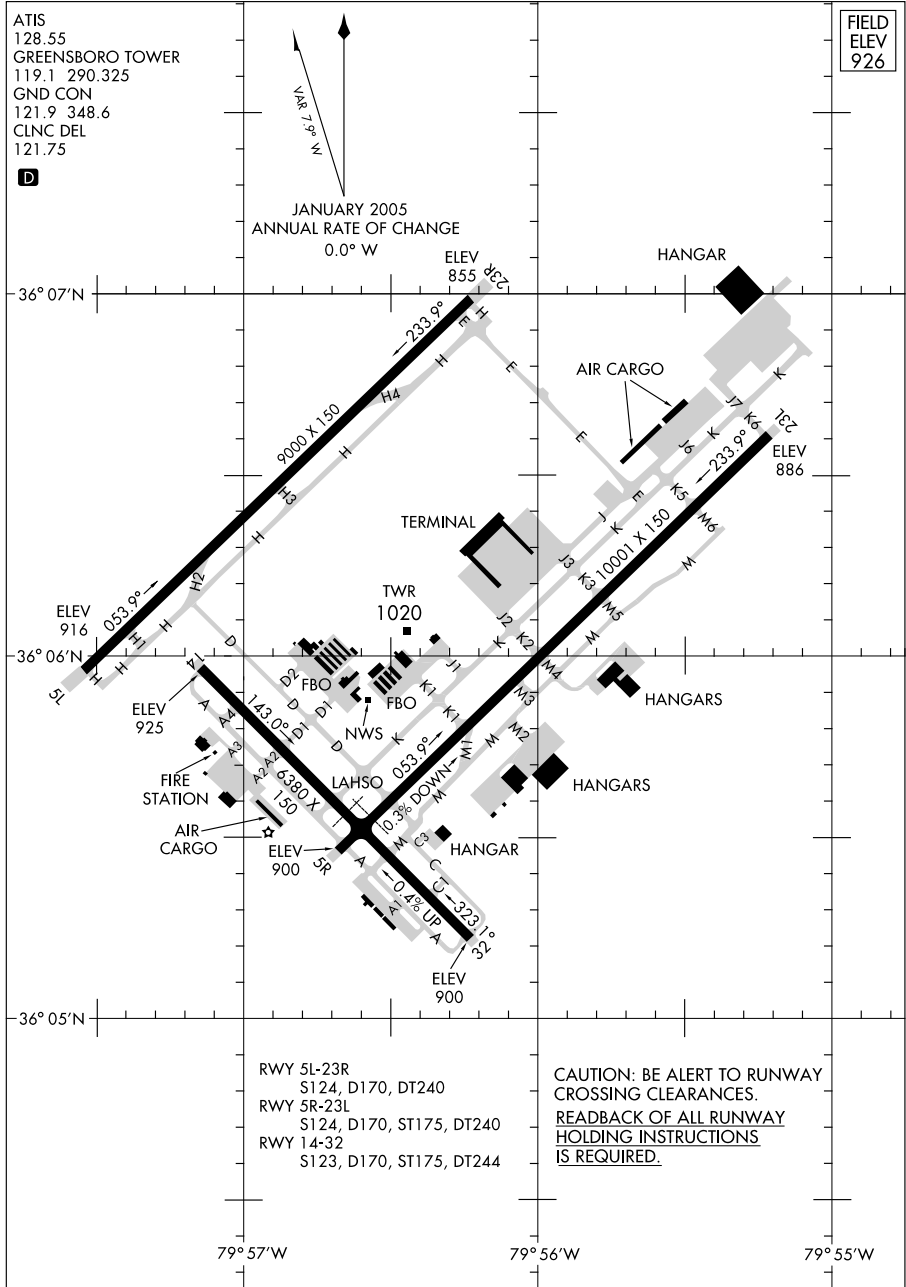 ATIS
128.55
GREENSBORO TOWER
119.1 290.325
GND CON
121.9 348.6
CLNC DEL
121.75
D
VAR 7.9° W
JANUARY 2005
ANNUAL RATE OF CHANGE
0.0° W
FIELD
ELEV
926
36° 07'N
ELEV
855
23R
HANGAR
H
E
233.9°
H
E
AIR CARGO
K
H4
H
J7
K6
23L
9000 X 150
E
J6
K
233.9°
ELEV
886
H
H3
K5
E
M6
TERMINAL
J
K
10001 X 150
H
J3
K3
M
H2
053.9°
TWR
1020
J2
K
K2
M5
M
ELEV
916
H1
H
H
H
5L
D
36° 06'N
14
D2
FBO
J1
M4
HANGARS
ELEV
925
A
D
D1
FBO
K1
K1
M3
143.0°
D1
NWS
A4
D
K
M1
M
M2
A3
A2
A2
LAHSO
053.9°
FIRE
STATION
6380 X
150
0.3% DOWN
M
HANGARS
AIR
CARGO
ELEV
900
5R
A
M
C3
C
C1
HANGAR
0.4% UP
A1
A
323.1°
32
ELEV
900
36° 05'N
RWY 5L-23R
S124, D170, DT240
RWY 5R-23L
S124, D170, ST175, DT240
RWY 14-32
S123, D170, ST175, DT244
CAUTION: BE ALERT TO RUNWAY
CROSSING CLEARANCES.
READBACK OF ALL RUNWAY
HOLDING INSTRUCTIONS
IS REQUIRED.
79° 57'W
79° 56'W
79° 55'W